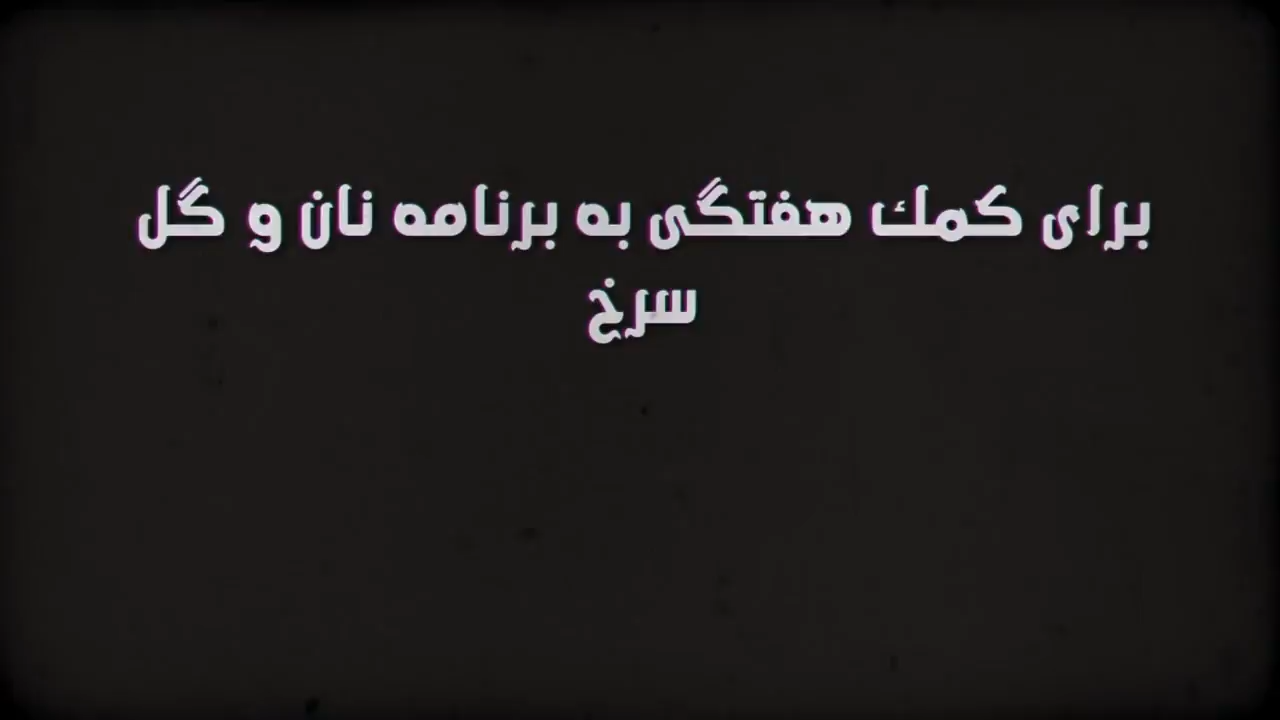 برای کمک هفتگی به برنامه نان و گل
سرخ